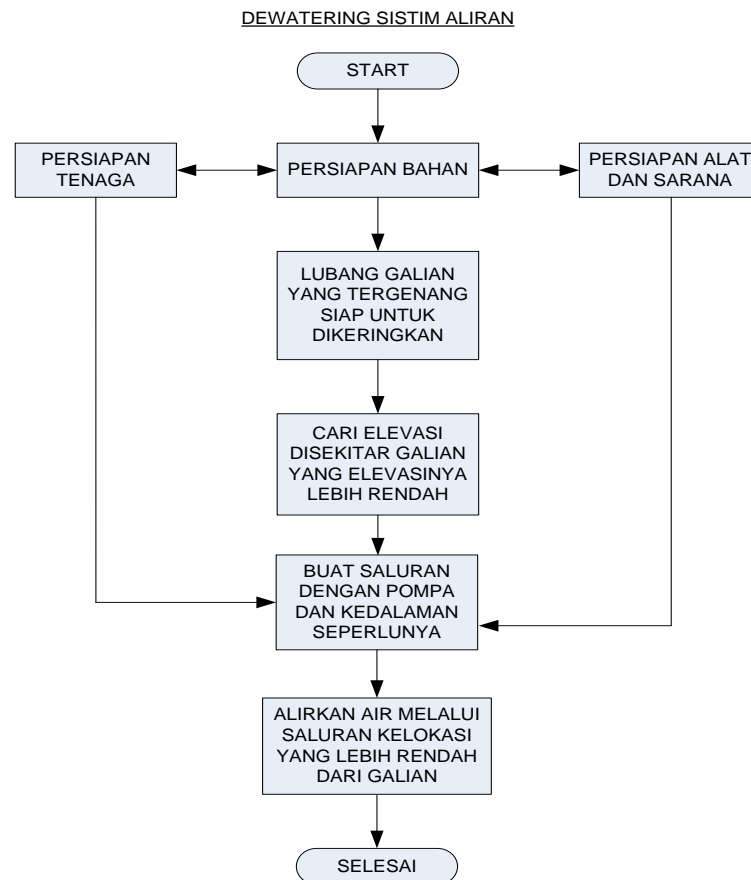 DEWATERING SISTIM ALIRAN
START
PERSIAPAN
TENAGA
PERSIAPAN BAHAN
PERSIAPAN ALAT
DAN SARANA
LUBANG GALIAN
YANG TERGENANG
SIAP UNTUK
DIKERINGKAN
CARI ELEVASI
DISEKITAR GALIAN
YANG ELEVASINYA
LEBIH RENDAH
BUAT SALURAN
DENGAN POMPA
DAN KEDALAMAN
SEPERLUNYA
ALIRKAN AIR MELALUI
SALURAN KELOKASI
YANG LEBIH RENDAH
DARI GALIAN
SELESAI